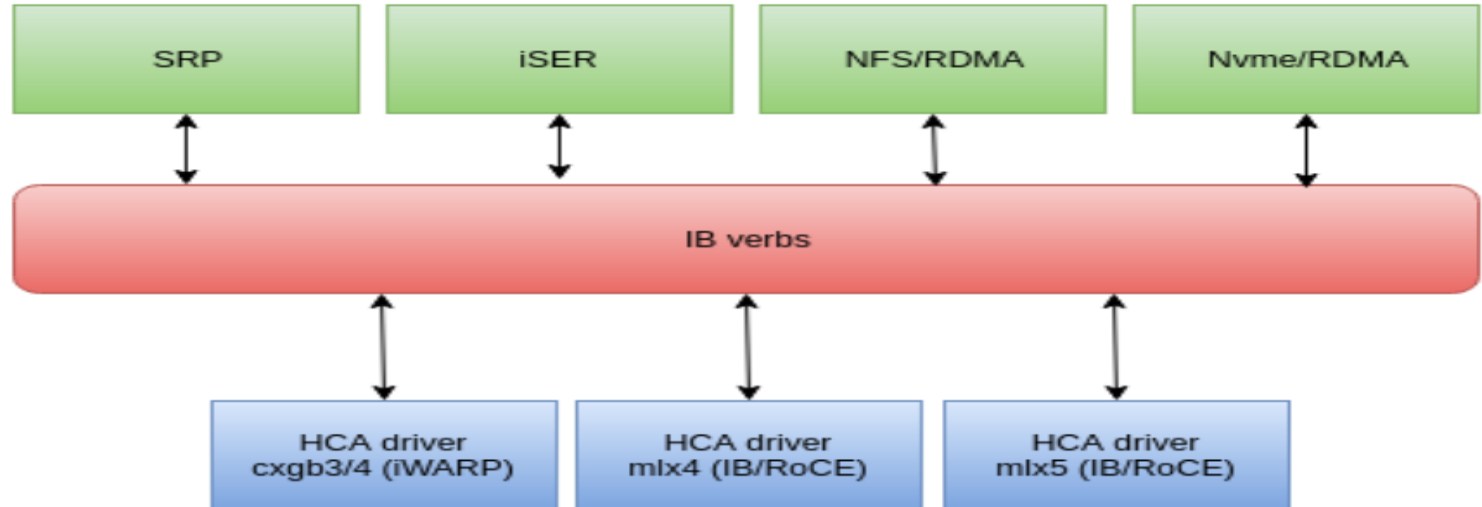 SRP
iSER
NFS/RDMA
Nvme/RDMA
IB verbs
HCA driver
cxgb3/4 (iWARP)
HCA driver
mlx4 (IB/RoCE)
HCA driver
mlx5 (IB/RoCE)